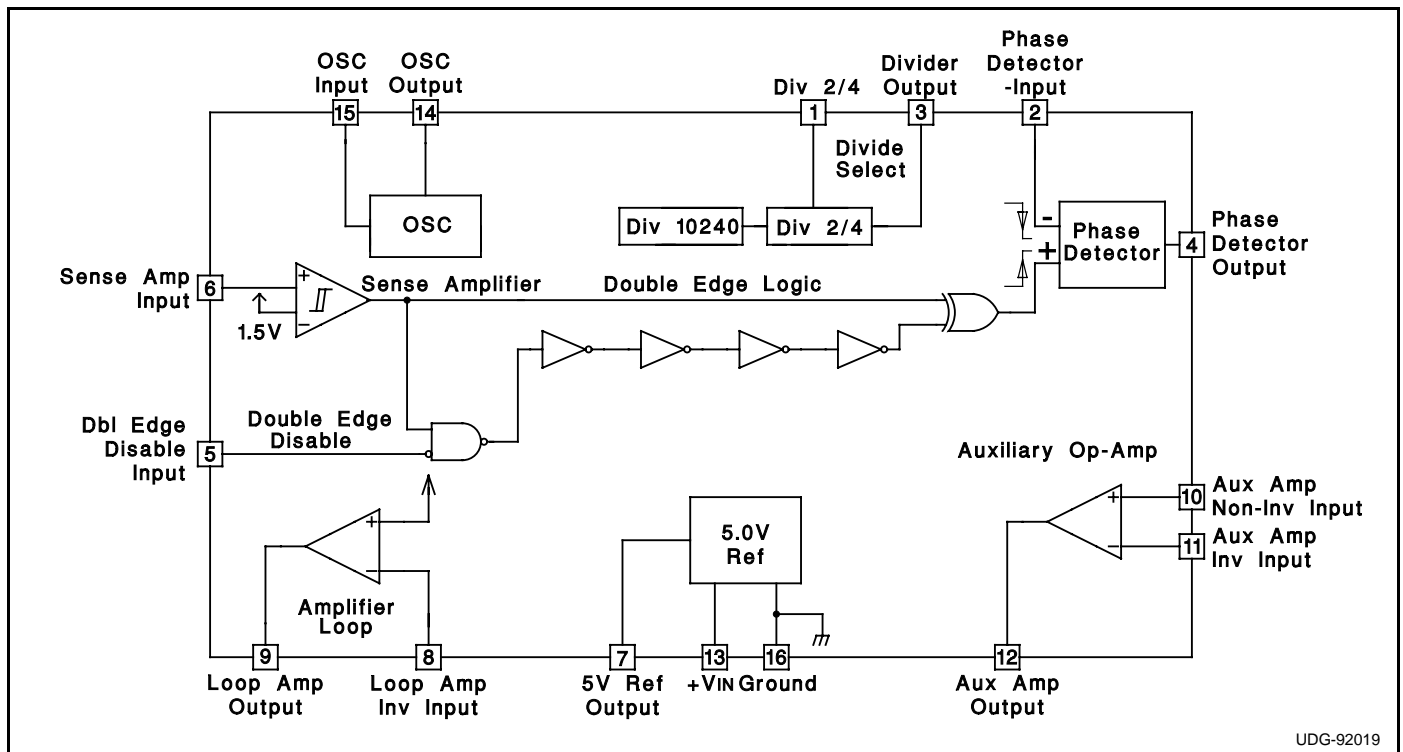 OSC
Input
OSC
Output
Div 2/4
Divider
Output
Phase
Detector
-Input
15
14
1
3
2
Divide
Select
OSC
Div 10240
Div 2/4
-
+
Phase
Detector
4
Phase
Detector
Output
Sense Amp
Input
6
+
-
1.5V
Sense Amplifier
Double Edge Logic
Dbl Edge
Disable
Input
5
Double Edge
Disable
Auxiliary Op-Amp
+
-
10
Aux Amp
Non-Inv Input
11
Aux Amp
Inv Input
+
-
Amplifier
Loop
5.0V
Ref
9
8
7
13
16
12
Loop Amp
Output
Loop Amp
Inv Input
5V Ref
Output
+VIN
Ground
Aux Amp
Output
UDG-92019